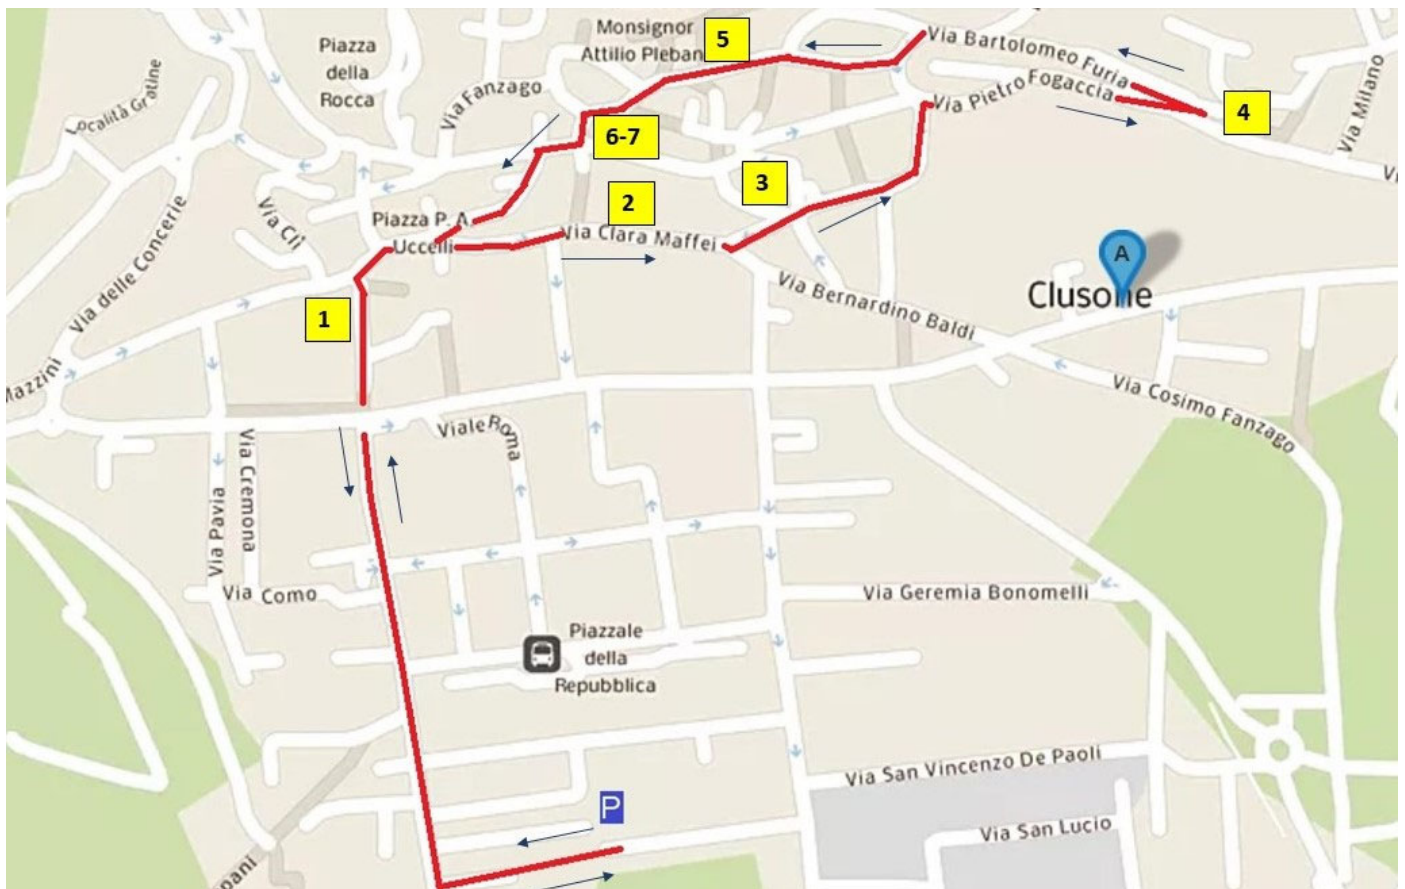 Monsignor
Attilio Pleban
5
Via Bartolomeo Furia
Piazza
della
Rocca
Località Gratine
Via Fanzago
Via Pietro Fogaccia
4
Via Milano
6-7
3
2
Piazza P. A
Uccelli
Via Clara Maffei
Via Clì
Via delle Concerie
A
Clusone
Via Bernardino Baldi
1
Mazzini
Via Cosimo Fanzago
Viale Roma
Via Cremona
Via Pavia
Via Como
Via Geremia Bonomelli
Piazzale
della
Repubblica
Via San Vincenzo De Paoli
P
Via San Lucio
pani